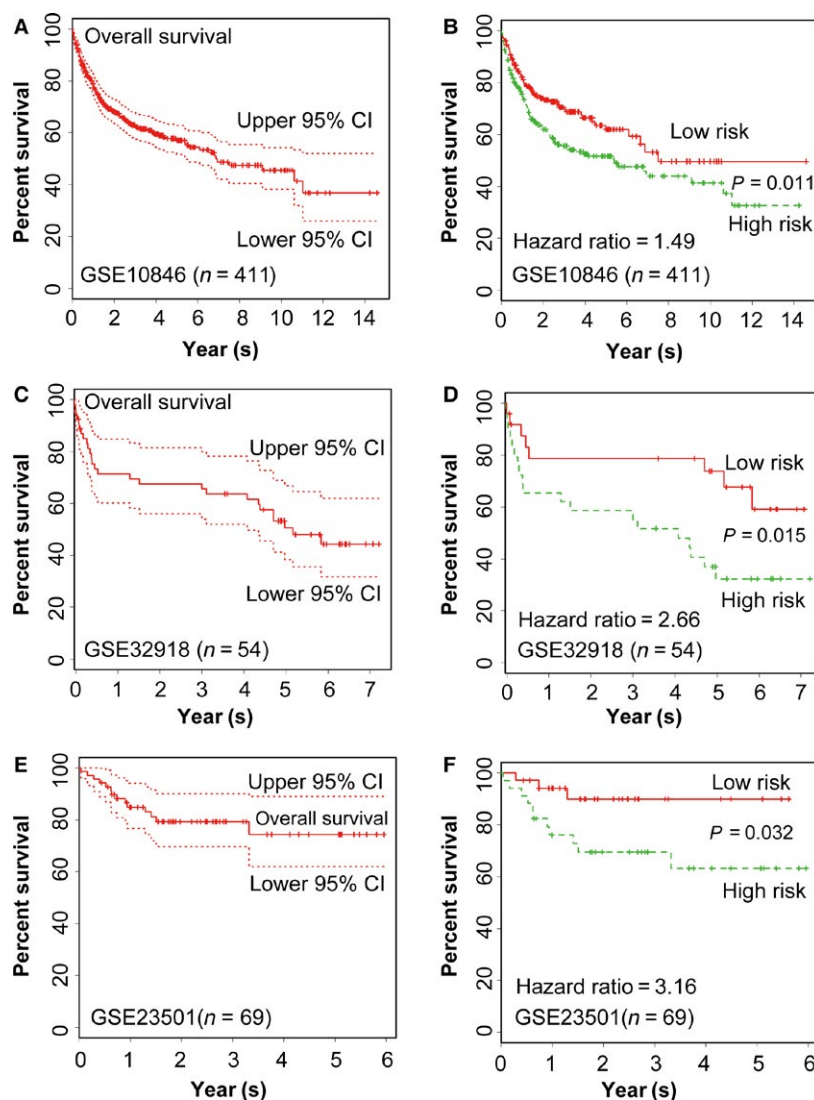 A
Overall survival
Upper 95% CI
Lower 95% CI
GSE10846 (n = 411)
Percent survival
0 20 40 60 80 100
0 2 4 6 8 10 12 14
Year (s)
B
Low risk
P = 0.011
High risk
Hazard ratio = 1.49
GSE10846 (n = 411)
Percent survival
0 20 40 60 80 100
0 2 4 6 8 10 12 14
Year (s)
C
Overall survival
Upper 95% CI
Lower 95% CI
GSE32918 (n = 54)
Percent survival
0 20 40 60 80 100
0 1 2 3 4 5 6 7
Year (s)
D
Low risk
P = 0.015
High risk
Hazard ratio = 2.66
GSE32918 (n = 54)
Percent survival
0 20 40 60 80 100
0 1 2 3 4 5 6 7
Year (s)
E
Upper 95% CI
Overall survival
Lower 95% CI
GSE23501(n = 69)
Percent survival
0 20 40 60 80 100
0 1 2 3 4 5 6
Year (s)
F
Low risk
P = 0.032
High risk
Hazard ratio = 3.16
GSE23501(n = 69)
Percent survival
0 20 40 60 80 100
0 1 2 3 4 5 6
Year (s)